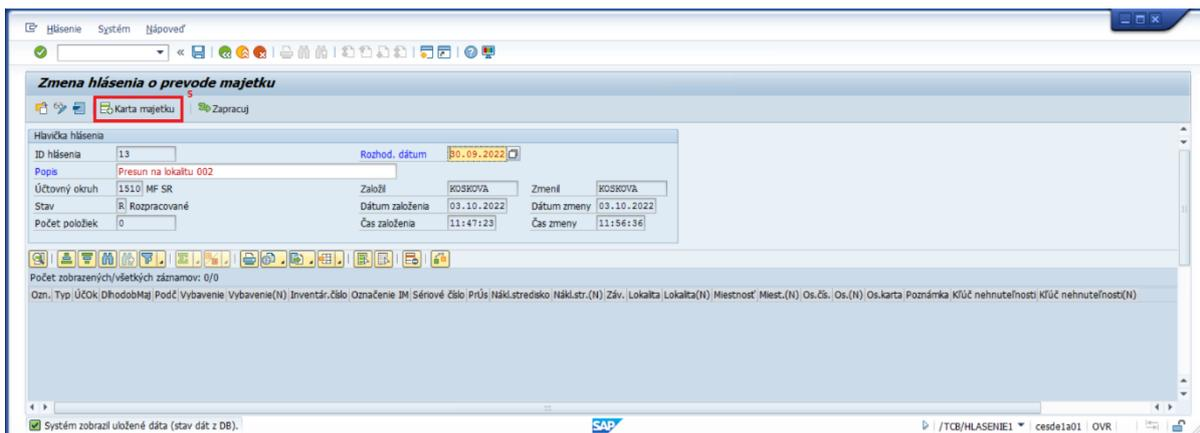 Hlásenie Systém Nápoveď
Zmena hlásenia o prevode majetku
5
Karta majetku Zapracuj
Hlavička hlásenia
ID hlásenia 13 Rozhod. dátum 30.09.2022
Popis Presun na lokalitu 002
Účtovný okruh 1510 MF SR Založil KOSKOVA Zmenil KOSKOVA
Stav R Rozpracované Dátum založenia 03.10.2022 Dátum zmeny 03.10.2022
Počet položiek 0 Čas založenia 11:47:23 Čas zmeny 11:56:36
Počet zobrazených/všetkých záznamov: 0/0
Ozn. Typ ÚčOk DlhodobMaj Podč Vybavenie Vybavenie(N) Inventár.číslo Označenie IM Sériové číslo PrÚs Nákl.stredisko Nákl.str.(N) Záv. Lokalita Lokalita(N) Miestnosť Miest.(N) Os.čís. Os.(N) Os.karta Poznámka Kľúč nehnuteľnosti Kľúč nehnuteľnosti(N)
Systém zobrazil uložené dáta (stav dát z DB). SAP /TCB/HLASENIE1 cesde1a01 OVR